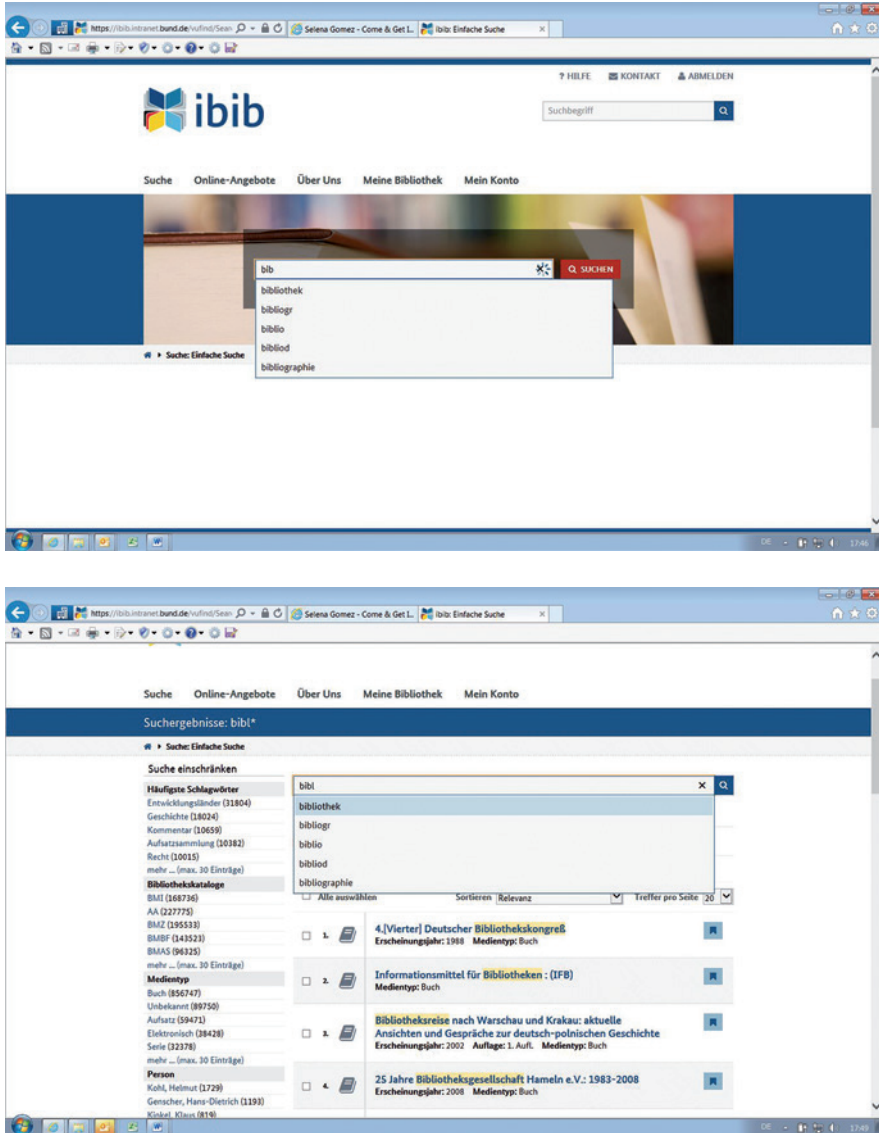 https://ibib.intranet.bund.de/vufind/Sear
Selena Gomez - Come & Get I...
ibib: Einfache Suche
? HILFE KONTAKT ABMELDEN
ibib
Suchbegriff
Suche Online-Angebote Über Uns Meine Bibliothek Mein Konto
bib
SUCHEN
bibliothek
bibliogr
biblio
bibliod
bibliographie
Suche: Einfache Suche
DE 17:46
https://ibib.intranet.bund.de/vufind/Sear
Selena Gomez - Come & Get I...
ibib: Einfache Suche
Suche Online-Angebote Über Uns Meine Bibliothek Mein Konto
Suchergebnisse: bibl*
Suche: Einfache Suche
Suche einschränken
Häufigste Schlagwörter
Entwicklungsländer (31804)
Geschichte (18024)
Kommentar (10659)
Aufsatzsammlung (10382)
Recht (10015)
mehr ... (max. 30 Einträge)
Bibliothekskataloge
BMI (168736)
AA (227775)
BMZ (195533)
BMBF (143523)
BMAS (96325)
mehr ... (max. 30 Einträge)
Medientyp
Buch (856747)
Unbekannt (89750)
Aufsatz (59471)
Elektronisch (38428)
Serie (32378)
mehr ... (max. 30 Einträge)
Person
Kohl, Helmut (1729)
Genscher, Hans-Dietrich (1193)
Kinkel, Klaus (819)
bibl
bibliothek
bibliogr
biblio
bibliod
bibliographie
Alle auswählen Sortieren Relevanz Treffer pro Seite 20
1. 4.[Vierter] Deutscher Bibliothekskongreß
Erscheinungsjahr: 1988 Medientyp: Buch
2. Informationsmittel für Bibliotheken : (IFB)
Medientyp: Buch
3. Bibliotheksreise nach Warschau und Krakau: aktuelle
Ansichten und Gespräche zur deutsch-polnischen Geschichte
Erscheinungsjahr: 2002 Auflage: 1. Aufl. Medientyp: Buch
4. 25 Jahre Bibliotheksgesellschaft Hameln e.V.: 1983-2008
Erscheinungsjahr: 2008 Medientyp: Buch
DE 17:49